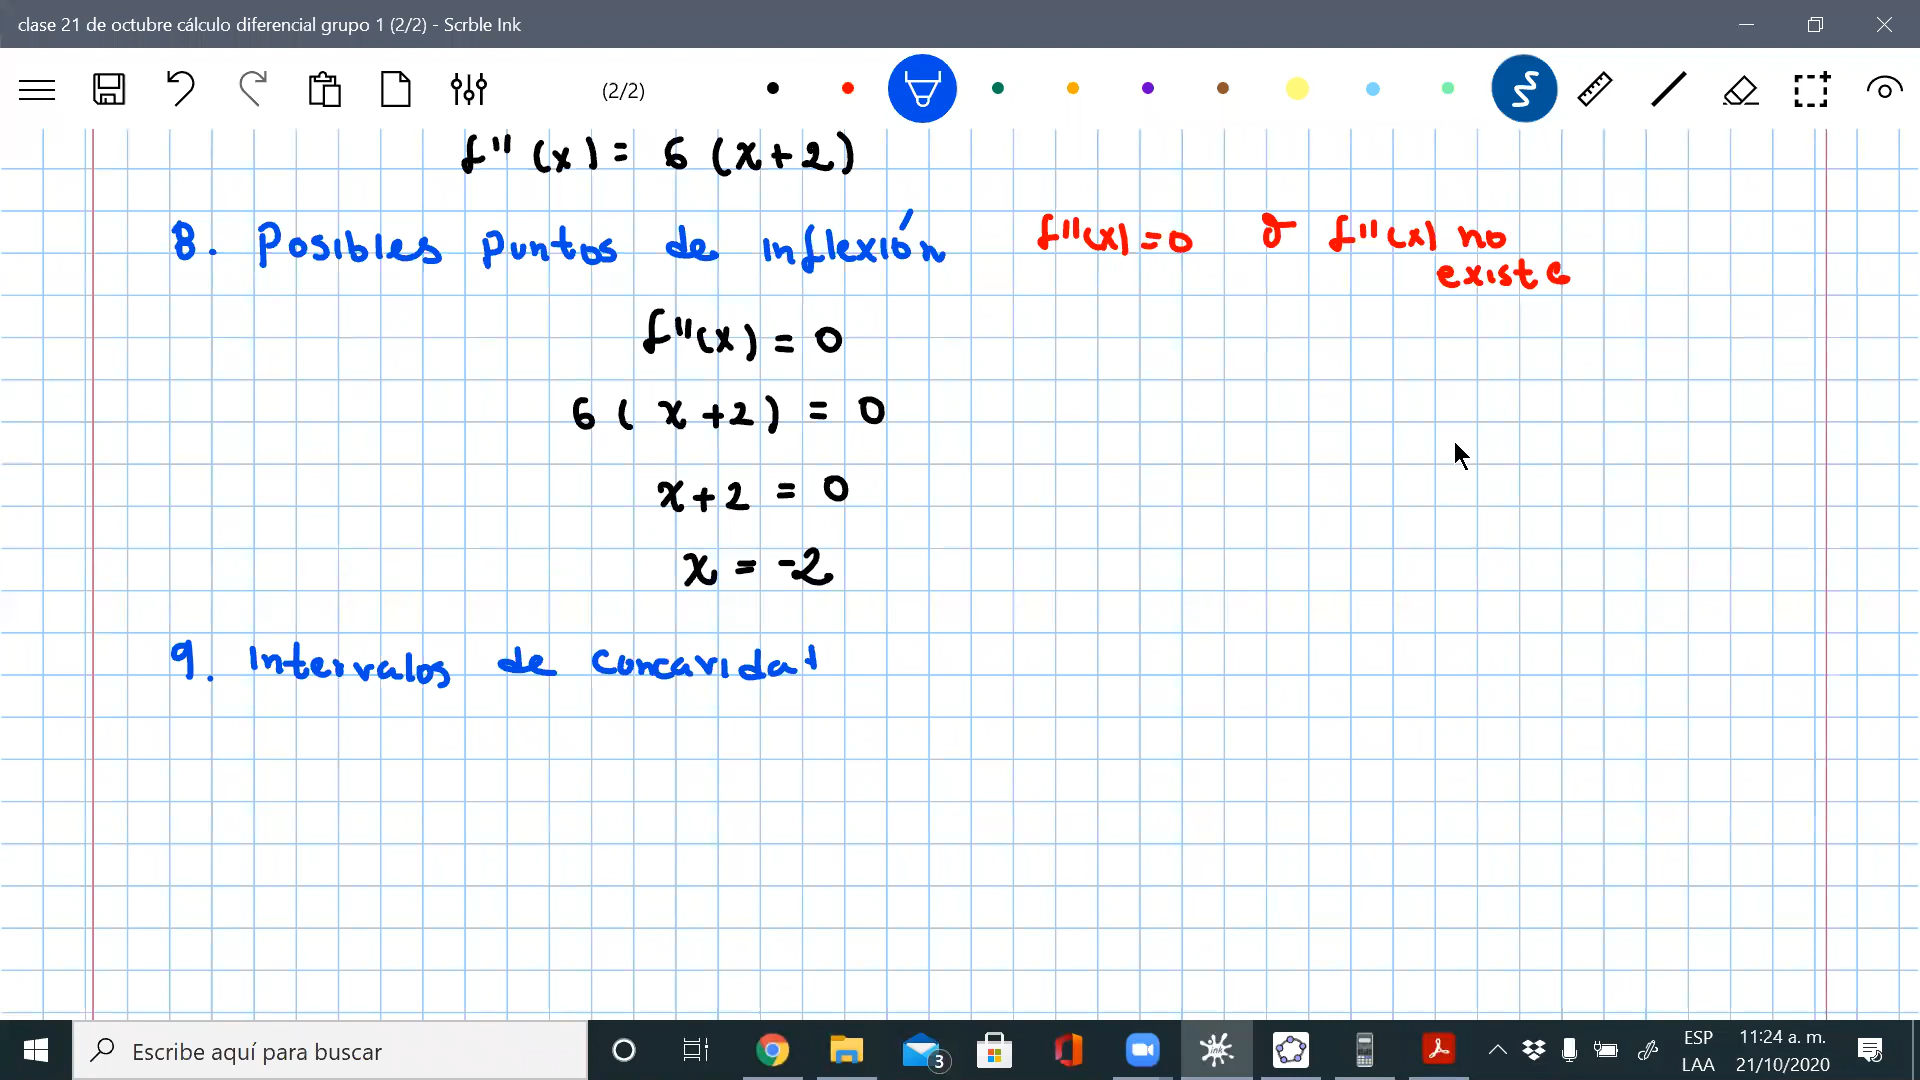 clase 21 de octubre cálculo diferencial grupo 1 (2/2) - Scrble Ink
(2/2)
f''(x) = 6 (x+2)
8. Posibles puntos de inflexión f''(x) = 0 ó f''(x) no
existe
f''(x) = 0
6 ( x+2) = 0
x+2 = 0
x = -2
9. Intervalos de concavidad
Escribe aquí para buscar
3
ESP 11:24 a. m.
LAA 21/10/2020